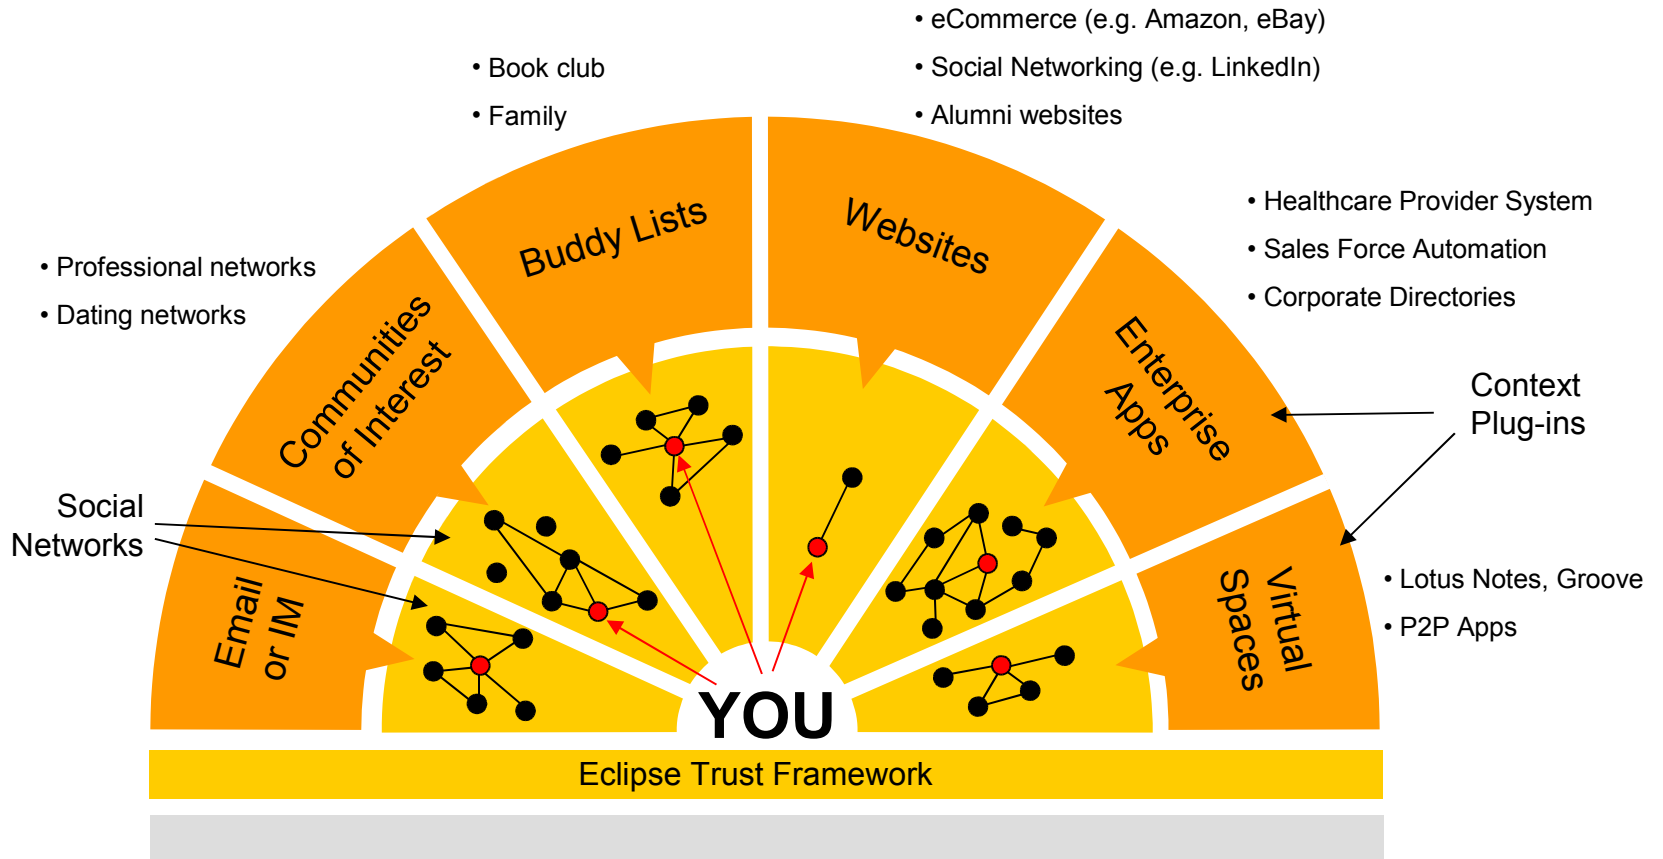 • eCommerce (e.g. Amazon, eBay)
• Social Networking (e.g. LinkedIn)
• Alumni websites
• Book club
• Family
• Professional networks
• Dating networks
• Healthcare Provider System
• Sales Force Automation
• Corporate Directories
Buddy Lists
Websites
Communities
of Interest
Enterprise
Apps
Context
Plug-ins
Social
Networks
Email
or IM
Virtual
Spaces
• Lotus Notes, Groove
• P2P Apps
YOU
Eclipse Trust Framework